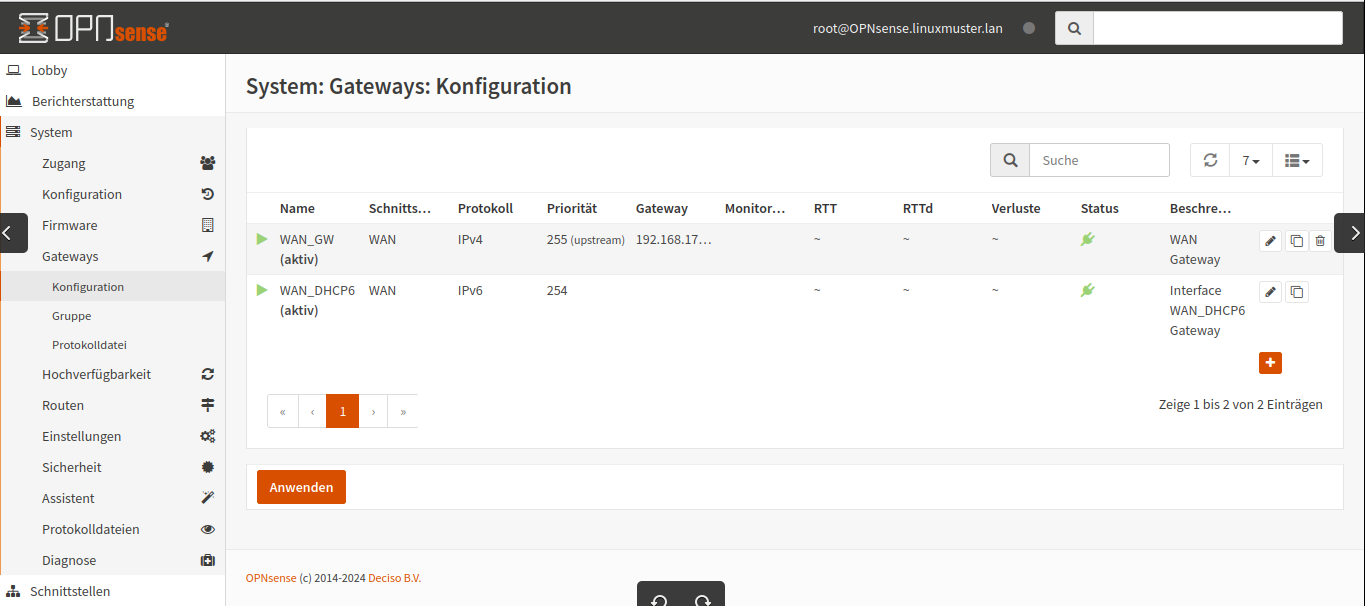 OPNsense
root@OPNsense.linuxmuster.lan
Lobby
Berichterstattung
System
Zugang
Konfiguration
Firmware
Gateways
Konfiguration
Gruppe
Protokolldatei
Hochverfügbarkeit
Routen
Einstellungen
Sicherheit
Assistent
Protokolldateien
Diagnose
Schnittstellen
System: Gateways: Konfiguration
Suche
7
Name Schnitts... Protokoll Priorität Gateway Monitor... RTT RTTd Verluste Status Beschre...
WAN_GW WAN IPv4 255 (upstream) 192.168.17... ~ ~ ~ WAN
(aktiv) Gateway
WAN_DHCP6 WAN IPv6 254 ~ ~ ~ Interface
(aktiv) WAN_DHCP6
Gateway
« ‹ 1 › »
Zeige 1 bis 2 von 2 Einträgen
Anwenden
OPNsense (c) 2014-2024 Deciso B.V.